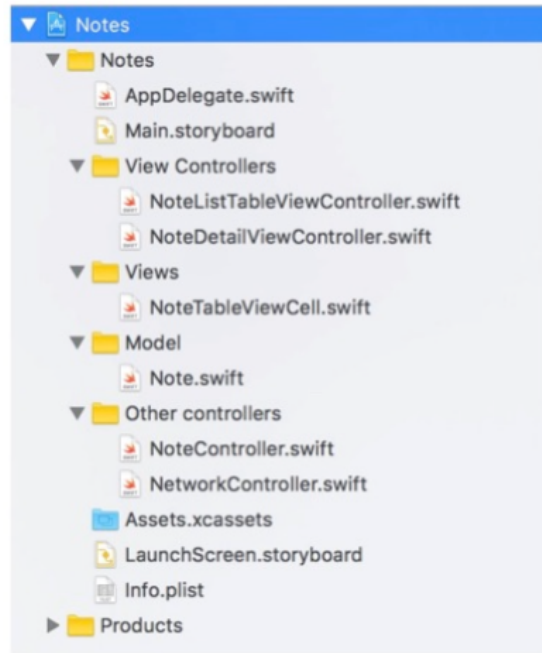 Notes
Notes
AppDelegate.swift
Main.storyboard
View Controllers
NoteListTableViewController.swift
NoteDetailViewController.swift
Views
NoteTableViewCell.swift
Model
Note.swift
Other controllers
NoteController.swift
NetworkController.swift
Assets.xcassets
LaunchScreen.storyboard
Info.plist
Products